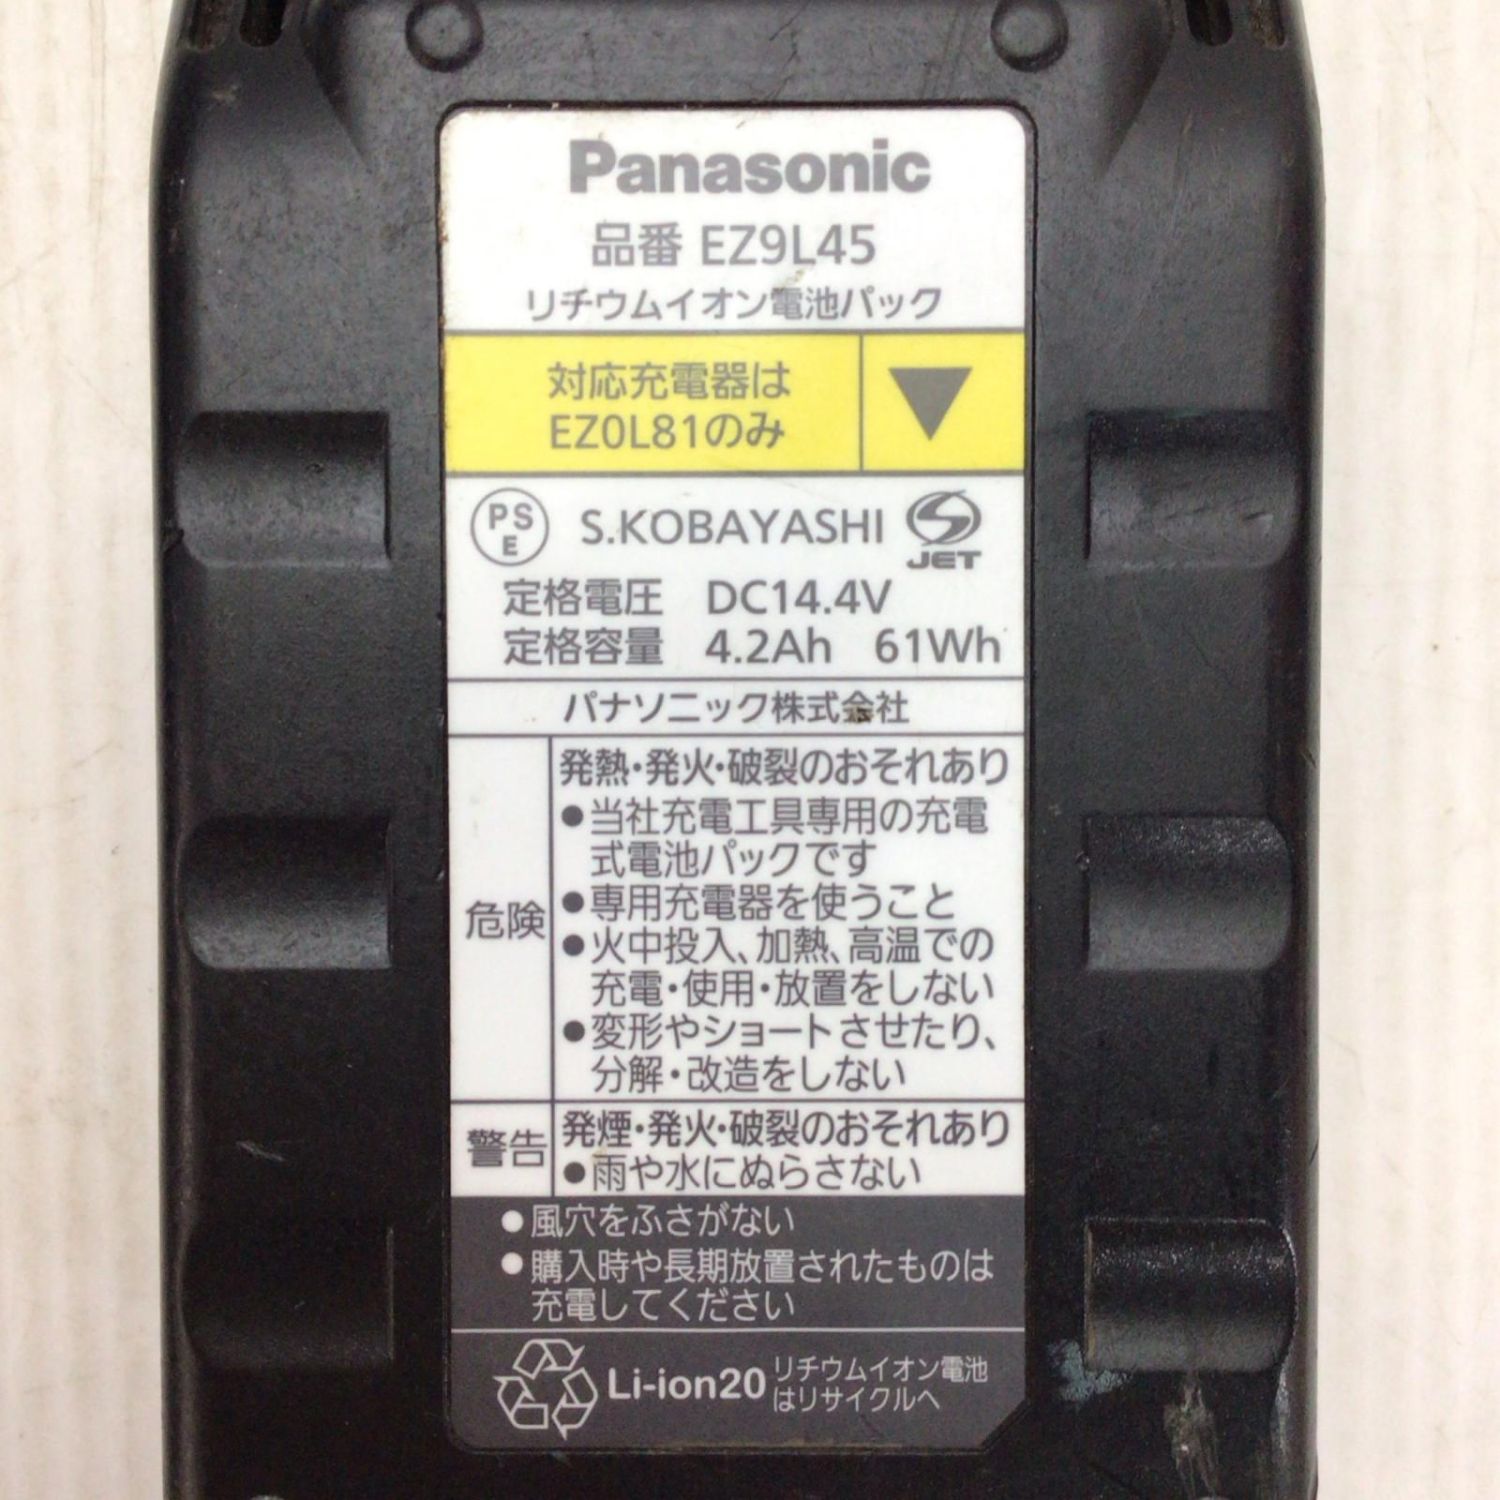 Panasonic
品番 EZ9L45
リチウムイオン電池パック
対応充電器は
EZ0L81のみ
PS
E
S.KOBAYASHI
JET
定格電圧 DC14.4V
定格容量 4.2Ah 61Wh
パナソニック株式会社
危険
発熱・発火・破裂のおそれあり
●当社充電工具専用の充電
式電池パックです
●専用充電器を使うこと
●火中投入、加熱、高温での
充電・使用・放置をしない
●変形やショートさせたり、
分解・改造をしない
警告
発煙・発火・破裂のおそれあり
●雨や水にぬらさない
●風穴をふさがない
●購入時や長期放置されたものは
充電してください
Li-ion20
リチウムイオン電池
はリサイクルへ